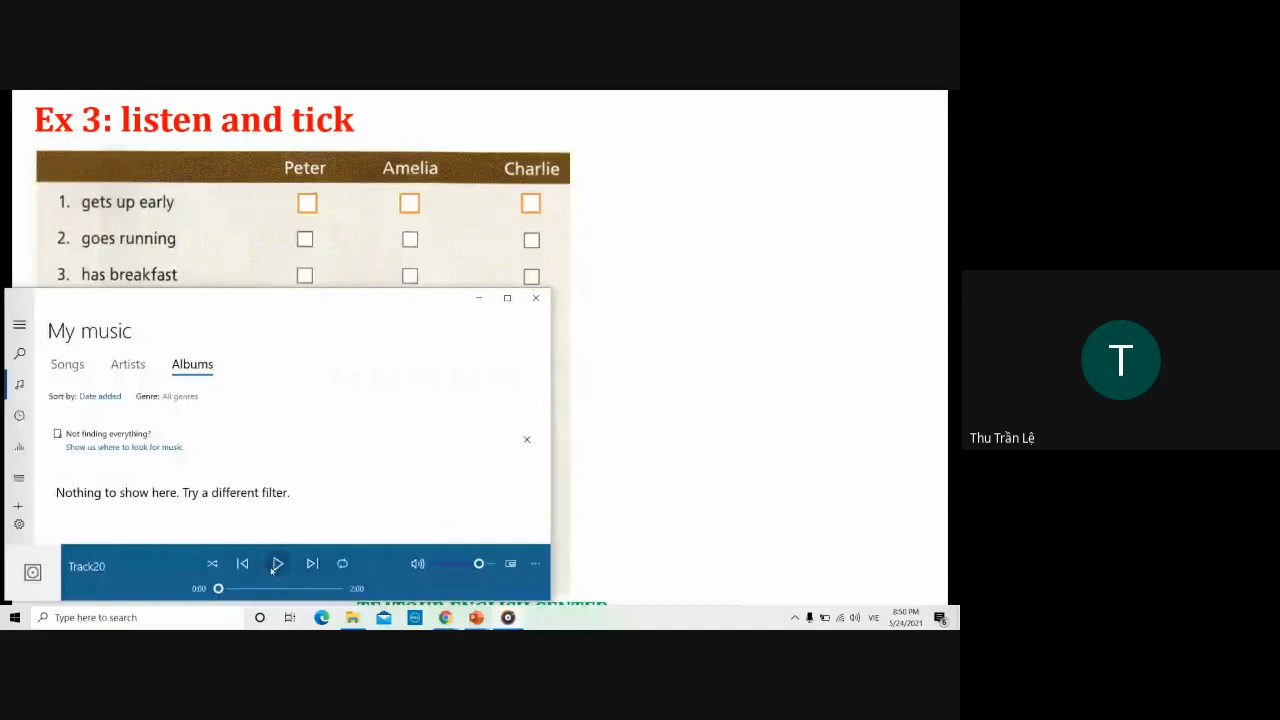 Ex 3: listen and tick
Peter Amelia Charlie
1. gets up early
2. goes running
3. has breakfast
My music
Songs Artists Albums
Sort by: Date added Genre: All genres
Not finding everything?
Show us where to look for music
Nothing to show here. Try a different filter.
Track20
0:00 2:00
ENGLISH CENTER
Type here to search
VIE
8:50 PM
5/24/2021
6
T
Thu Trần Lệ